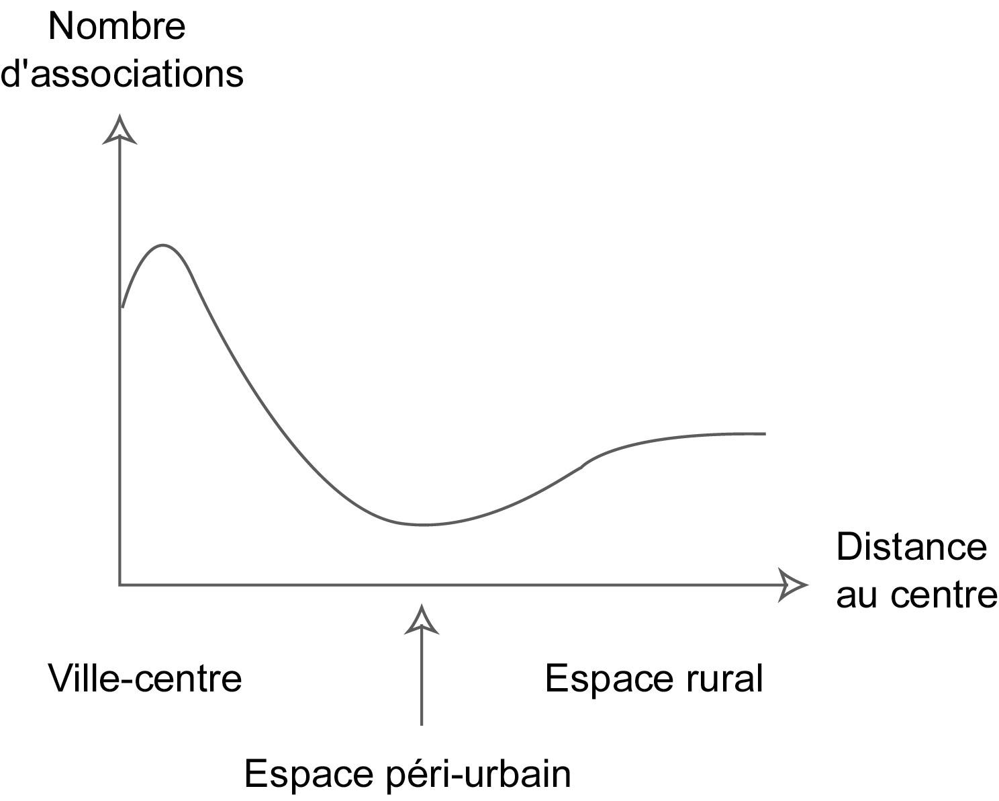 Nombre
d'associations
Distance
au centre
Ville-centre
Espace rural
Espace péri-urbain